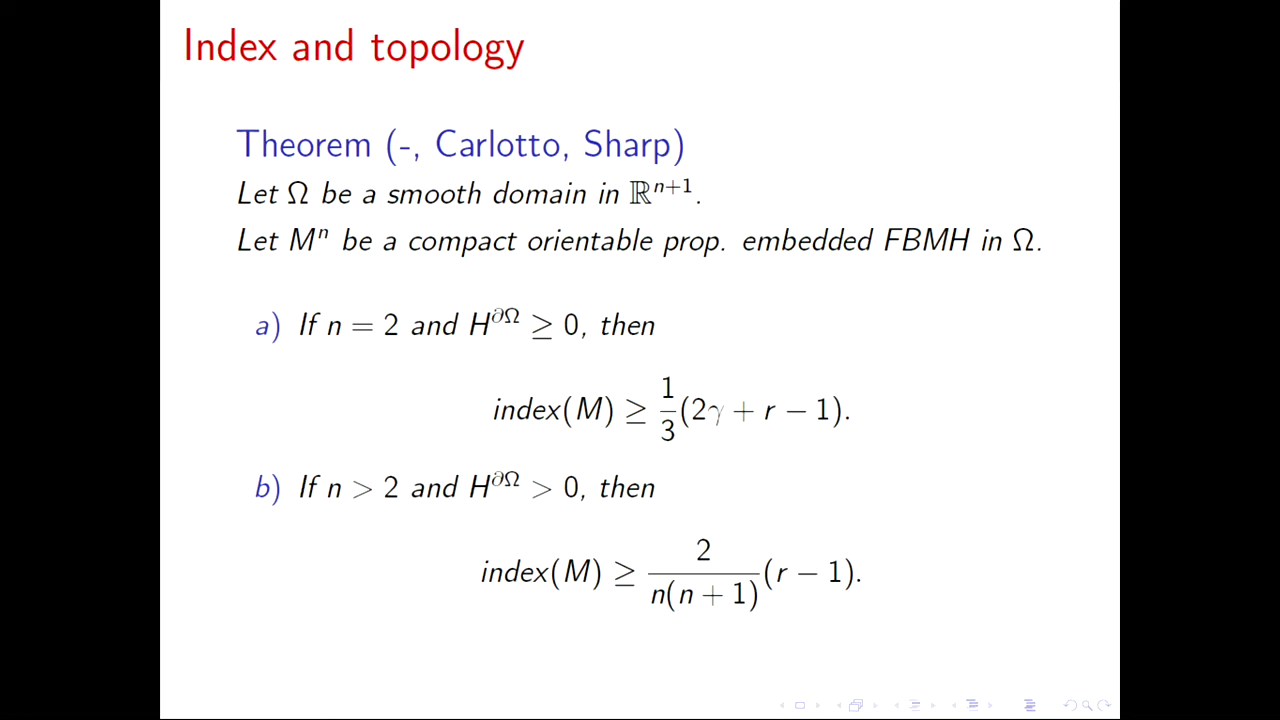 Index and topology
Theorem (-, Carlotto, Sharp)
Let Ω be a smooth domain in ℝⁿ⁺¹.
Let Mⁿ be a compact orientable prop. embedded FBMH in Ω.
a) If n = 2 and H^{∂Ω} ≥ 0, then
index(M) ≥ \frac{1}{3}(2γ + r − 1).
b) If n > 2 and H^{∂Ω} > 0, then
index(M) ≥ \frac{2}{n(n + 1)}(r − 1).